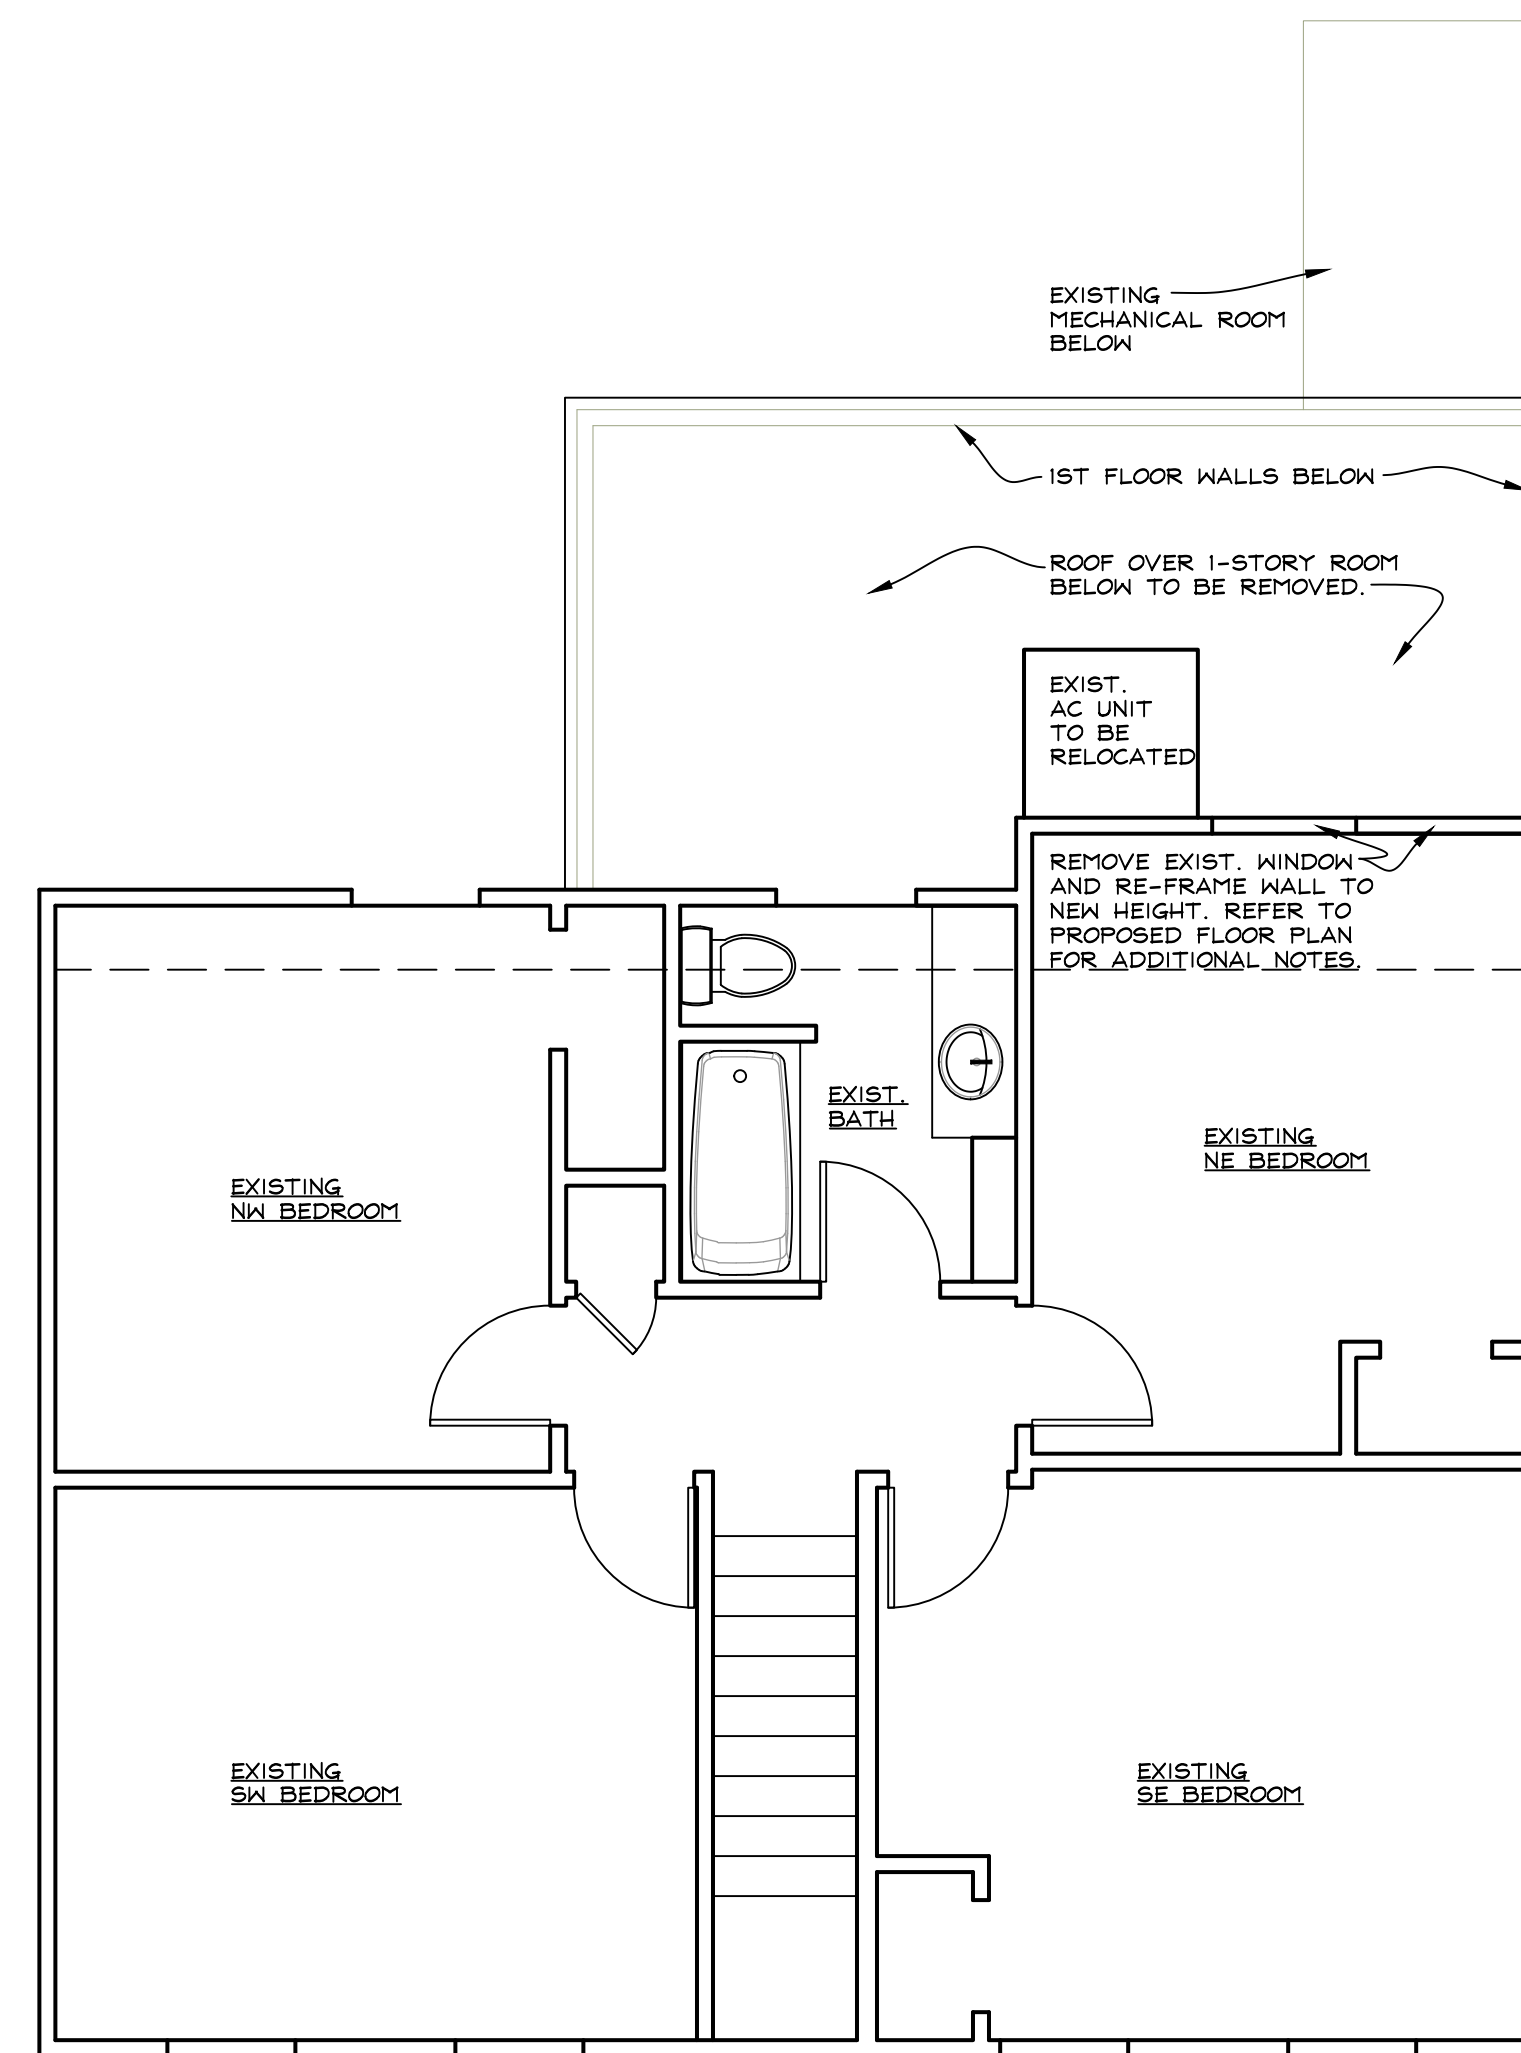 EXISTING
MECHANICAL ROOM
BELOW
1ST FLOOR WALLS BELOW
ROOF OVER 1-STORY ROOM
BELOW TO BE REMOVED.
EXIST.
AC UNIT
TO BE
RELOCATED
REMOVE EXIST. WINDOW
AND RE-FRAME WALL TO
NEW HEIGHT. REFER TO
PROPOSED FLOOR PLAN
FOR ADDITIONAL NOTES.
EXIST.
BATH
EXISTING
NE BEDROOM
EXISTING
NW BEDROOM
EXISTING
SW BEDROOM
EXISTING
SE BEDROOM